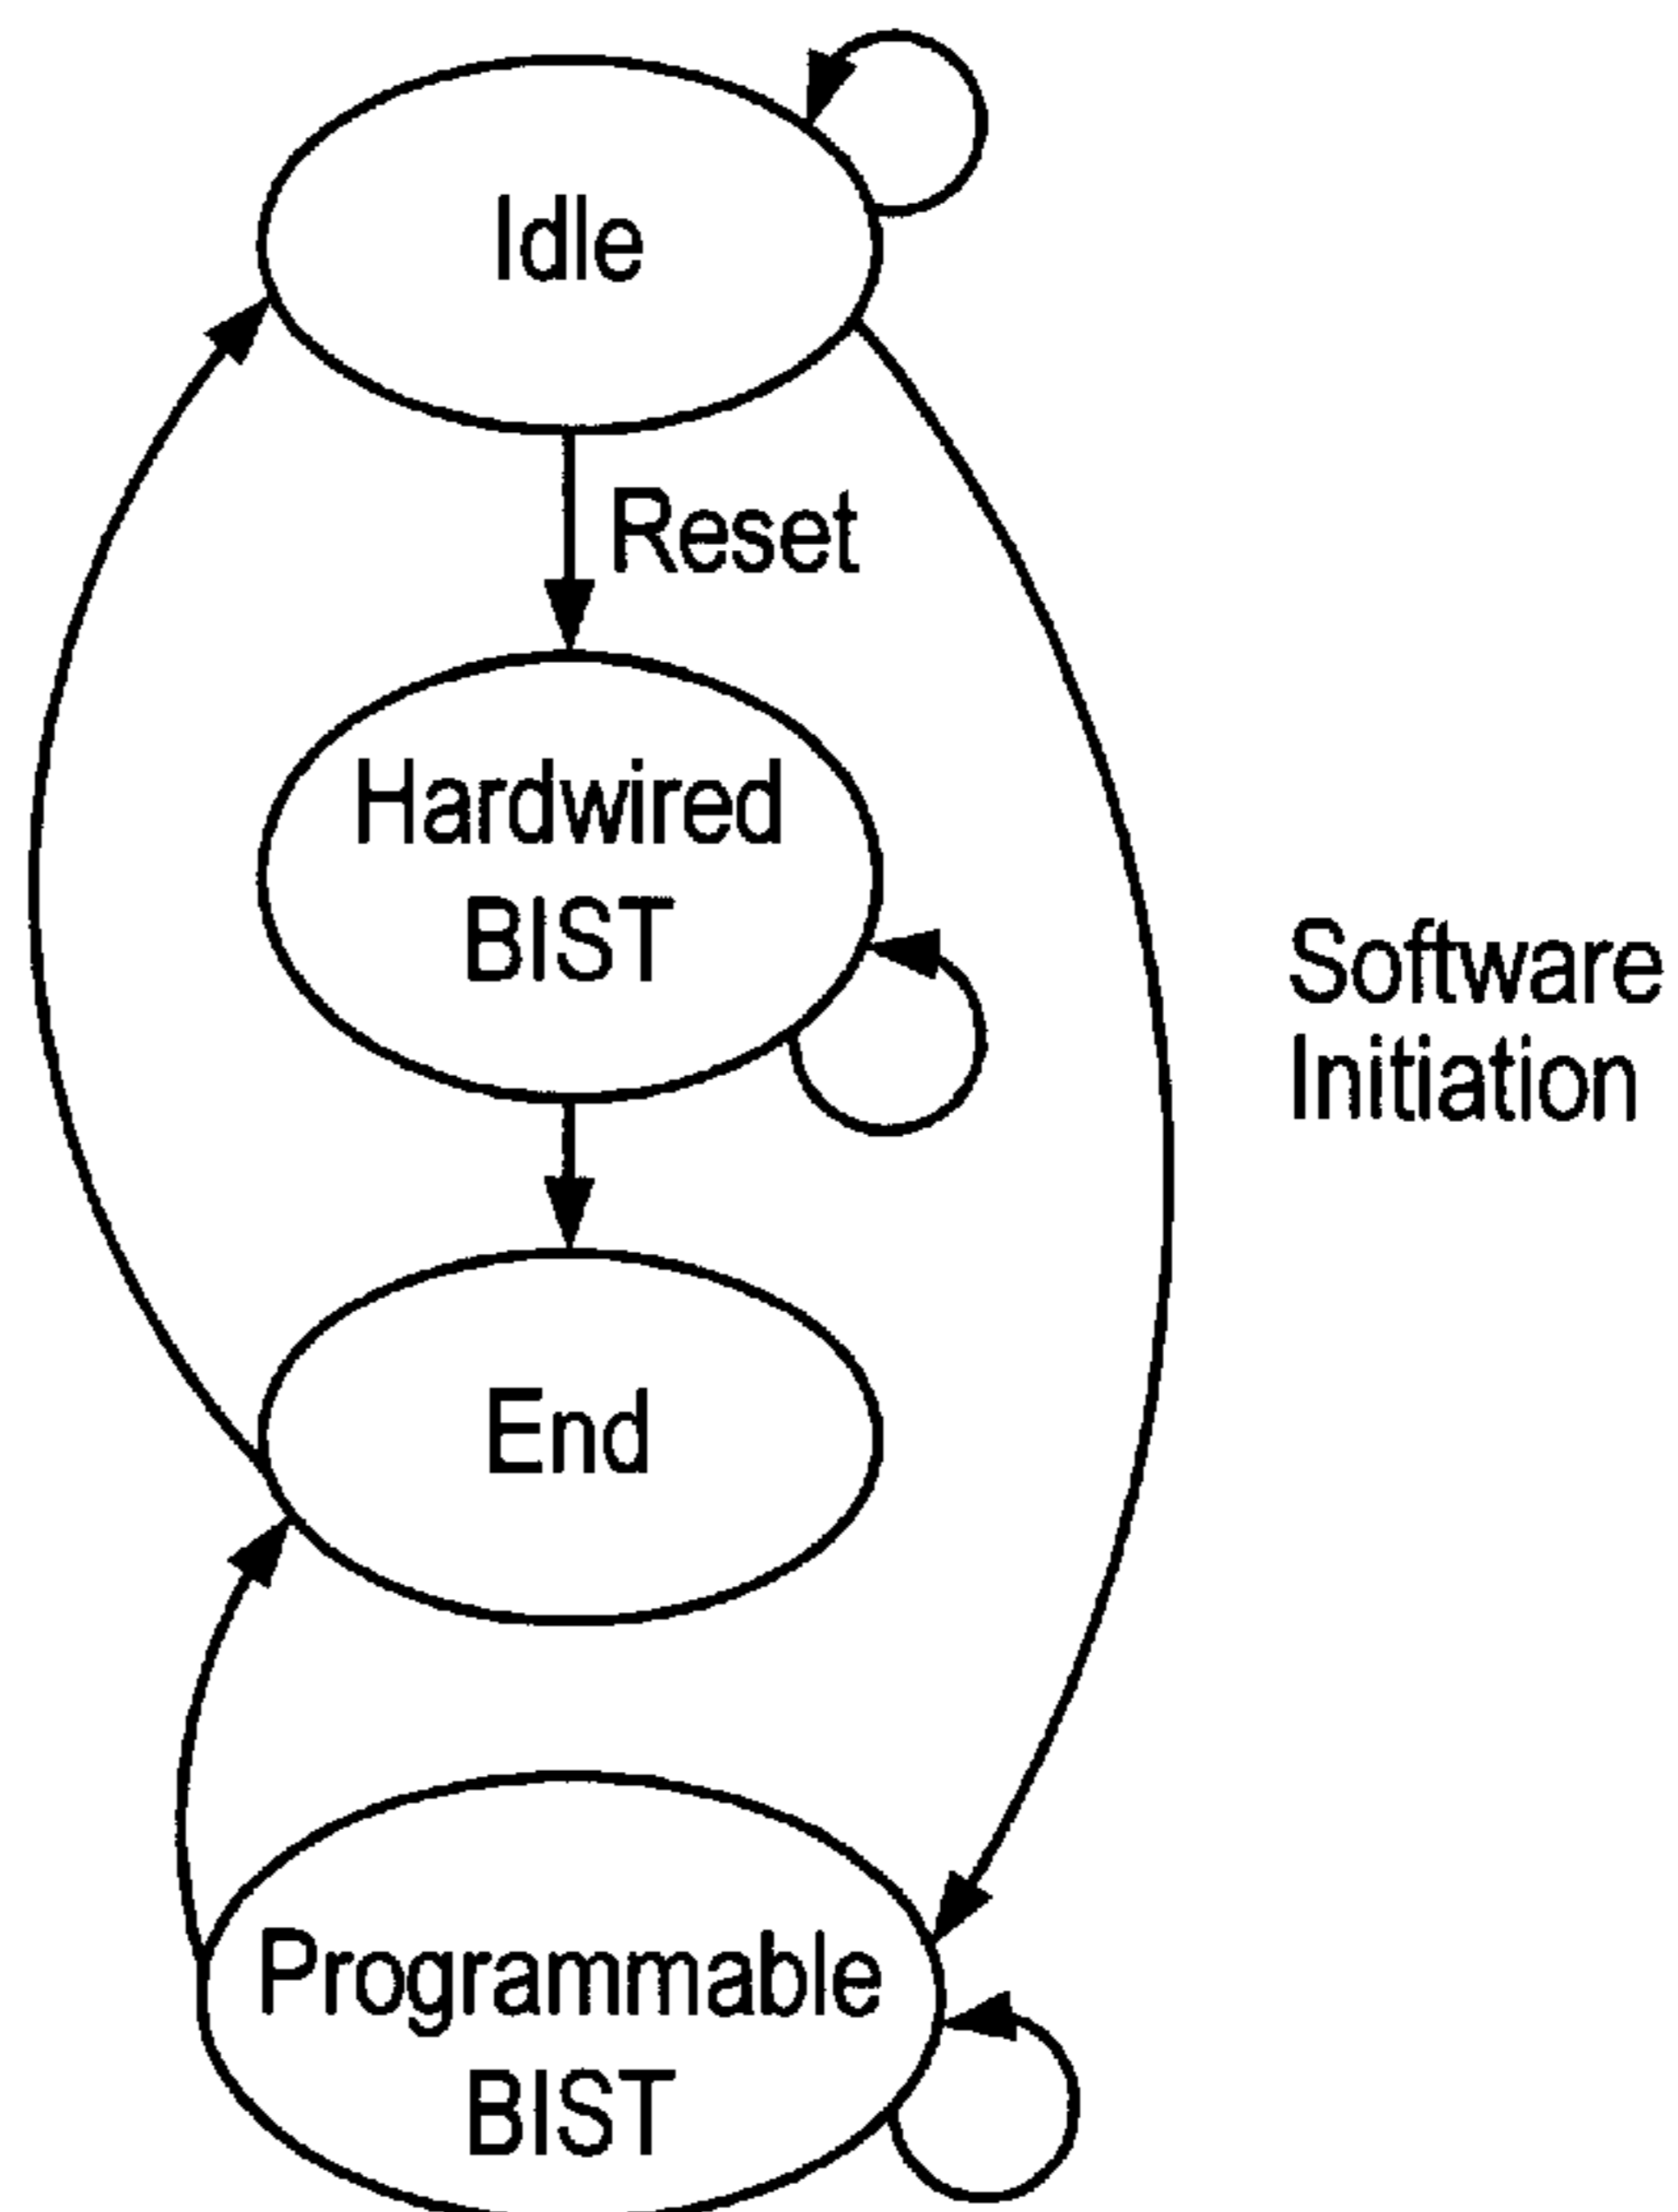 Idle
Reset
Hardwired
BIST
Software
Initiation
End
Programmable
BIST